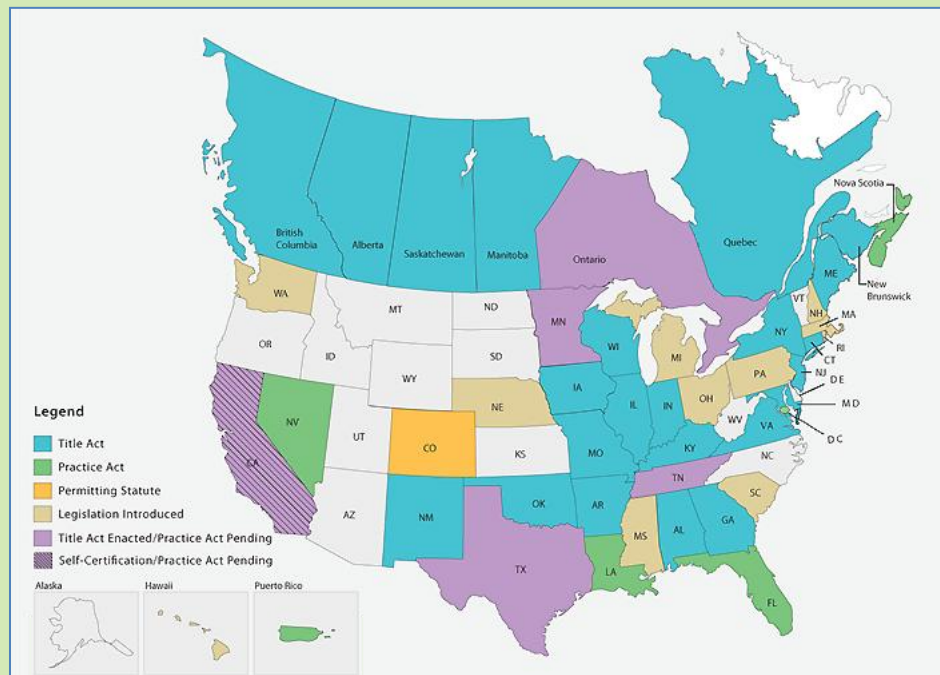 Nova Scotia
British
Columbia
Alberta
Saskatchewan
Manitoba
Ontario
Quebec
New
Brunswick
ME
VT
NH
MA
NY
RI
CT
NJ
DE
MD
DC
WA
MT
ND
MN
OR
ID
SD
WI
MI
WY
PA
IA
NE
OH
IL
IN
WV
VA
NV
UT
CO
KS
MO
KY
CA
NC
TN
AZ
NM
OK
AR
SC
MS
AL
GA
TX
LA
FL
Legend
Title Act
Practice Act
Permitting Statute
Legislation Introduced
Title Act Enacted/Practice Act Pending
Self-Certification/Practice Act Pending
Alaska
Hawaii
Puerto Rico